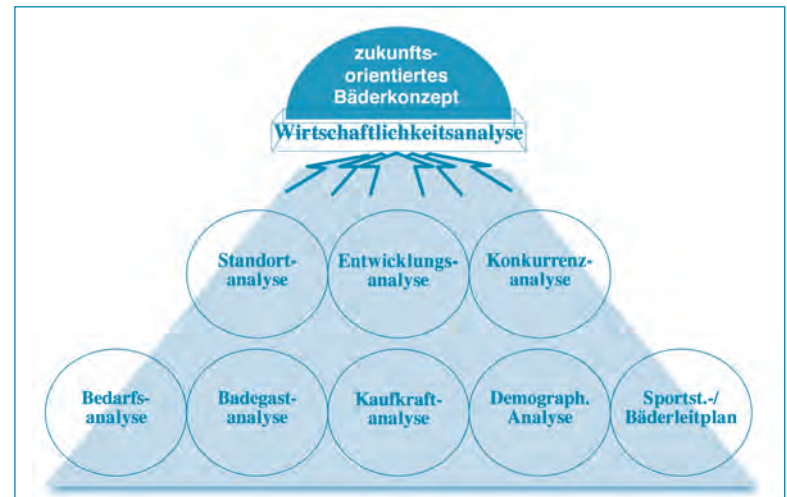 zukunfts-
orientiertes
Bäderkonzept
Wirtschaftlichkeitsanalyse
Standort-
analyse
Entwicklungs-
analyse
Konkurrenz-
analyse
Bedarfs-
analyse
Badegast-
analyse
Kaufkraft-
analyse
Demograph.
Analyse
Sportst.-/
Bäderleitplan